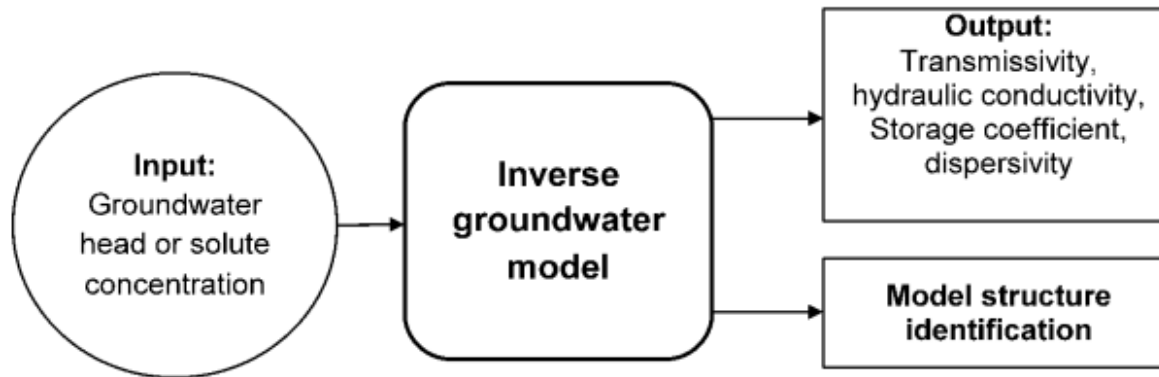 Input:
Groundwater
head or solute
concentration
Inverse
groundwater
model
Output:
Transmissivity,
hydraulic conductivity,
Storage coefficient,
dispersivity
Model structure
identification